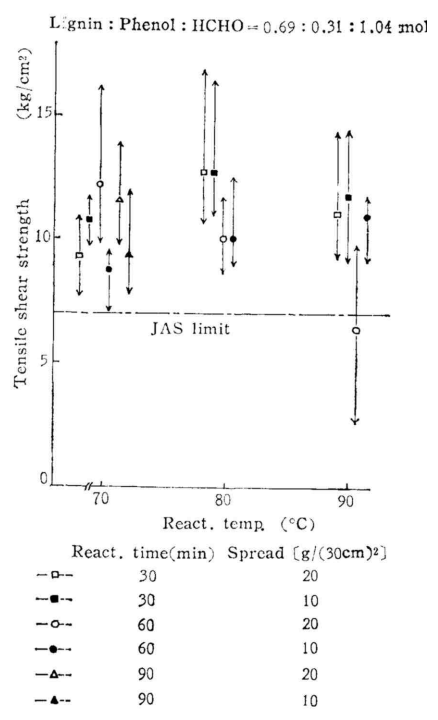 Lignin : Phenol : HCHO = 0.69 : 0.31 : 1.04 mol
Tensile shear strength (kg/cm²)
15
10
JAS limit
5
0
70 80 90
React. temp. (°C)
React. time(min) Spread [g/(30cm)²]
30 20
30 10
60 20
60 10
90 20
90 10